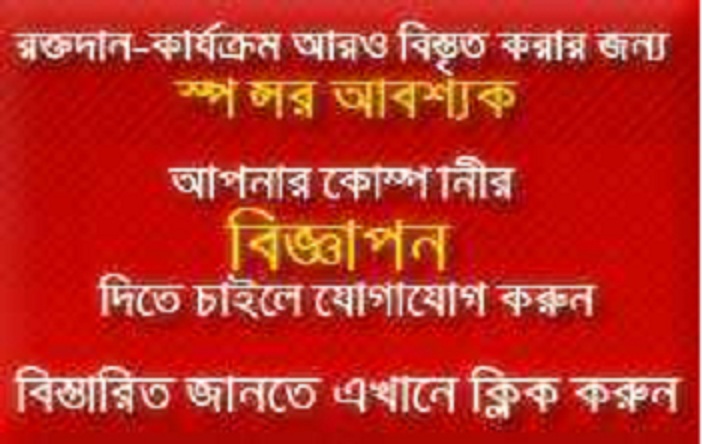 রক্তদান-কার্যক্রম আরও বিস্তৃত করার জন্য
স্পন্সর আবশ্যক
আপনার কোম্পানীর
বিজ্ঞাপন
দিতে চাইলে যোগাযোগ করুন
বিস্তারিত জানতে এখানে ক্লিক করুন